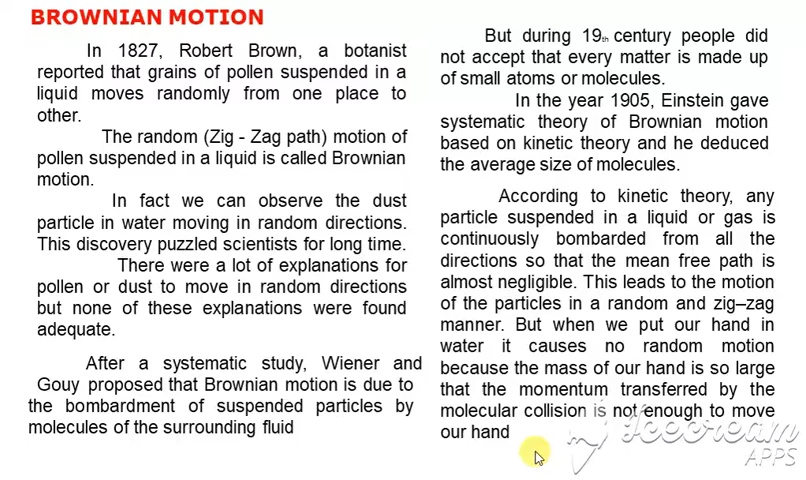 BROWNIAN MOTION
In 1827, Robert Brown, a botanist
reported that grains of pollen suspended in a
liquid moves randomly from one place to
other.
The random (Zig - Zag path) motion of
pollen suspended in a liquid is called Brownian
motion.
In fact we can observe the dust
particle in water moving in random directions.
This discovery puzzled scientists for long time.
There were a lot of explanations for
pollen or dust to move in random directions
but none of these explanations were found
adequate.
After a systematic study, Wiener and
Gouy proposed that Brownian motion is due to
the bombardment of suspended particles by
molecules of the surrounding fluid
But during 19th century people did
not accept that every matter is made up
of small atoms or molecules.
In the year 1905, Einstein gave
systematic theory of Brownian motion
based on kinetic theory and he deduced
the average size of molecules.
According to kinetic theory, any
particle suspended in a liquid or gas is
continuously bombarded from all the
directions so that the mean free path is
almost negligible. This leads to the motion
of the particles in a random and zig–zag
manner. But when we put our hand in
water it causes no random motion
because the mass of our hand is so large
that the momentum transferred by the
molecular collision is not enough to move
our hand
Icecream
APPS